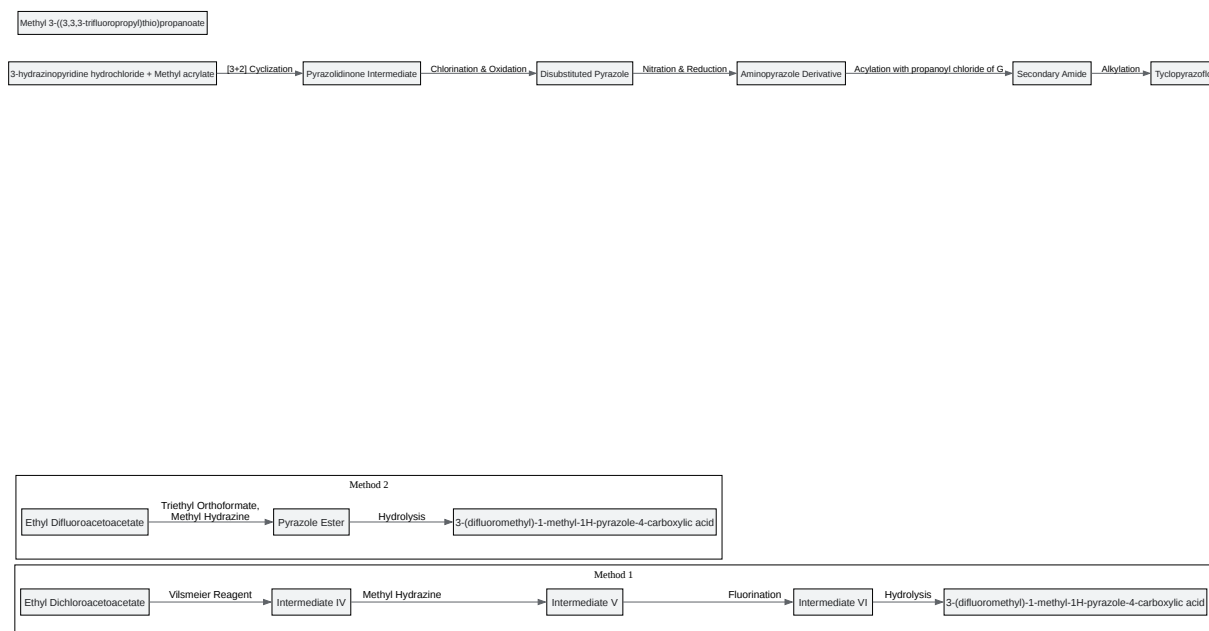 Methyl 3-((3,3,3-trifluoropropyl)thio)propanoate
3-hydrazinopyridine hydrochloride + Methyl acrylate
[3+2] Cyclization
Pyrazolidinone Intermediate
Chlorination & Oxidation
Disubstituted Pyrazole
Nitration & Reduction
Aminopyrazole Derivative
Acylation with propanoyl chloride of G
Secondary Amide
Alkylation
Method 2
Ethyl Difluoroacetoacetate
Triethyl Orthoformate,
Methyl Hydrazine
Pyrazole Ester
Hydrolysis
3-(difluoromethyl)-1-methyl-1H-pyrazole-4-carboxylic acid
Method 1
Ethyl Dichloroacetoacetate
Vilsmeier Reagent
Intermediate IV
Methyl Hydrazine
Intermediate V
Fluorination
Intermediate VI
Hydrolysis
3-(difluoromethyl)-1-methyl-1H-pyrazole-4-carboxylic acid